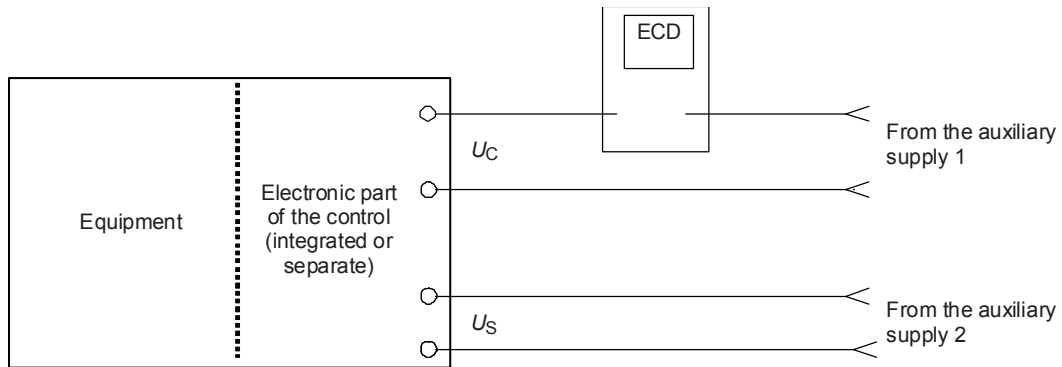 ECD
From the auxiliary
supply 1
UC
Equipment
Electronic part
of the control
(integrated or
separate)
US
From the auxiliary
supply 2